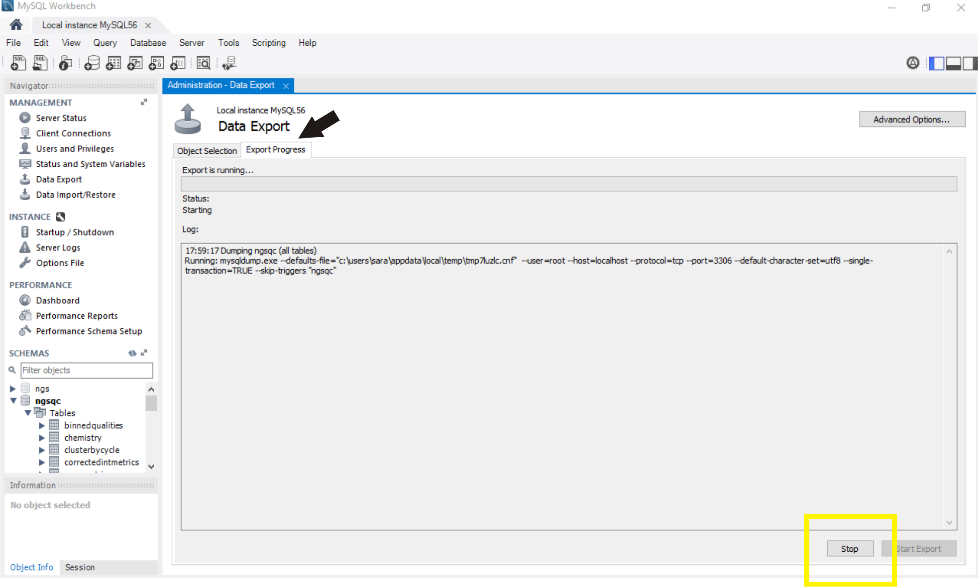 MySQL Workbench
Local instance MySQL56 ×
File Edit View Query Database Server Tools Scripting Help
Navigator
MANAGEMENT
Server Status
Client Connections
Users and Privileges
Status and System Variables
Data Export
Data Import/Restore
INSTANCE
Startup / Shutdown
Server Logs
Options File
PERFORMANCE
Dashboard
Performance Reports
Performance Schema Setup
SCHEMAS
Filter objects
ngs
ngsqc
Tables
binnedqualities
chemistry
clusterbycycle
correctedintmetrics
Information
No object selected
Object Info Session
Administration - Data Export ×
Local instance MySQL56
Data Export
Advanced Options...
Object Selection Export Progress
Export is running...
Status:
Starting
Log:
17:59:17 Dumping ngsqc (all tables)
Running: mysqldump.exe --defaults-file="c:\users\sara\appdata\local\temp\tmp7luzlc.cnf" --user=root --host=localhost --protocol=tcp --port=3306 --default-character-set=utf8 --single-
transaction=TRUE --skip-triggers "ngsqc"
Stop Start Export